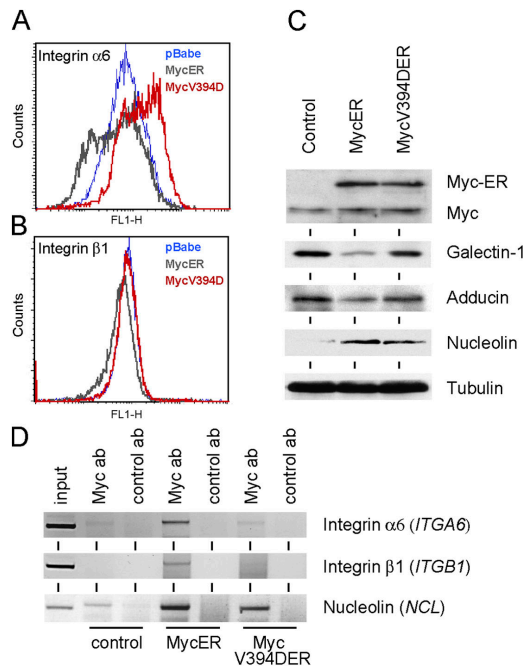 A
Integrin α6
pBabe
MycER
MycV394D
Counts
FL1-H
B
Integrin β1
pBabe
MycER
MycV394D
Counts
FL1-H
C
Control
MycER
MycV394DER
Myc-ER
Myc
Galectin-1
Adducin
Nucleolin
Tubulin
D
input
Myc ab
control ab
Myc ab
control ab
Myc ab
control ab
Integrin α6 (ITGA6)
Integrin β1 (ITGB1)
Nucleolin (NCL)
control
MycER
Myc
V394DER